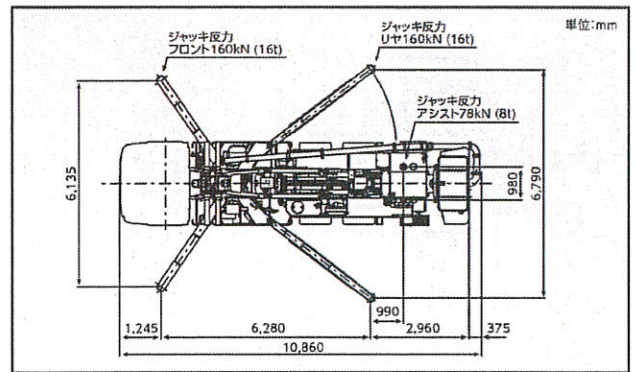 単位:mm
ジャッキ反力
フロント160kN (16t)
ジャッキ反力
リヤ160kN (16t)
ジャッキ反力
アシスト78kN (8t)
6,135
980
6,790
990
1,245
6,280
2,960
375
10,860